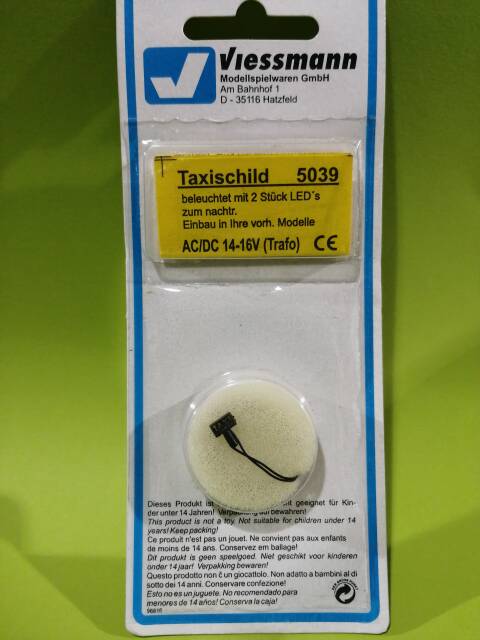 Viessmann
Modellspielwaren GmbH
Am Bahnhof 1
D - 35116 Hatzfeld
Taxischild 5039
beleuchtet mit 2 Stück LED´s
zum nachtr.
Einbau in Ihre vorh. Modelle
AC/DC 14-16V (Trafo) CE
Dieses Produkt ist geeignet für Kin-
der unter 14 Jahren! Verpackung aufbewahren!
This product is not a toy. Not suitable for children under 14
years! Keep packing!
Ce produit n'est pas un jouet. Ne convient pas aux enfants
de moins de 14 ans. Conservez em ballage!
Dit produkt is geen speelgoed. Niet geschikt voor kinderen
onder 14 jaar! Verpakking bewaren!
Questo prodotto non č un giocattolo. Non adatto a bambini al di
sotto dei 14 anni. Conservare confezione!
Esto no es un juguete. No recomendado para
menores de 14 años! Conserva la caja!